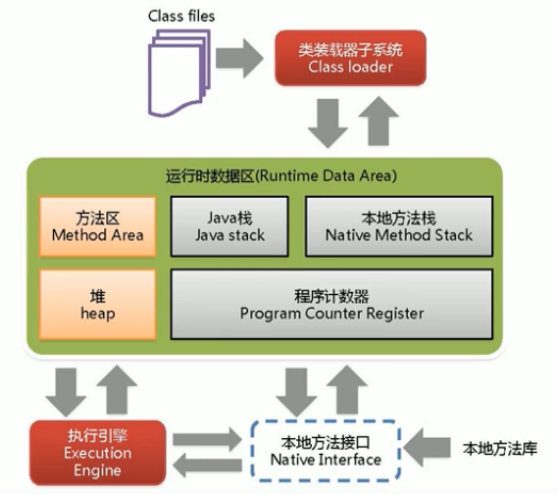 Class files
类装载器子系统
Class loader
运行时数据区(Runtime Data Area)
方法区
Method Area
Java栈
Java stack
本地方法栈
Native Method Stack
堆
heap
程序计数器
Program Counter Register
执行引擎
Execution
Engine
本地方法接口
Native Interface
本地方法库